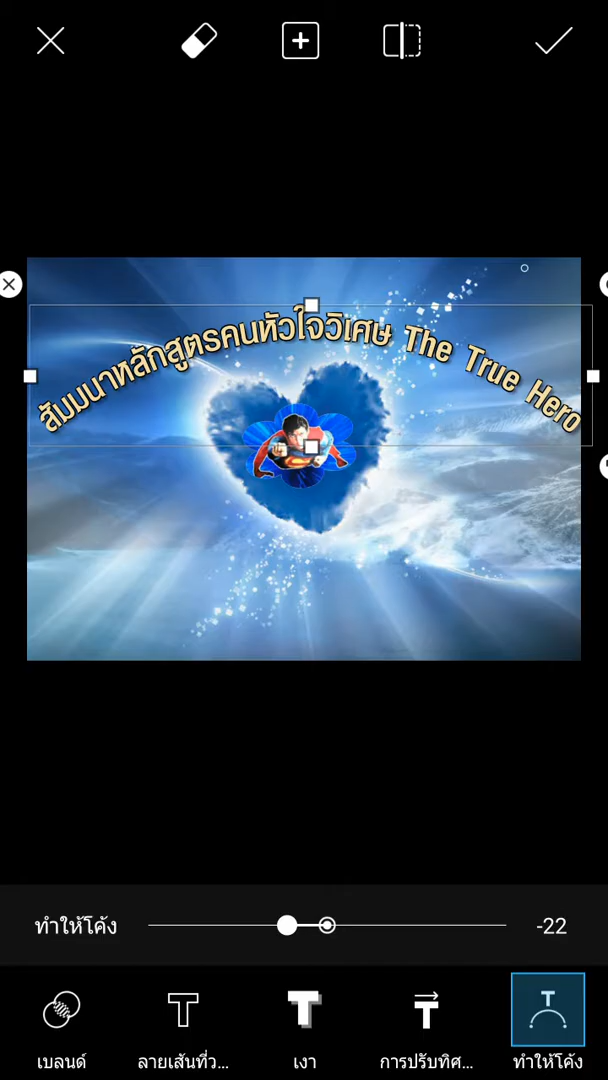 สัมมนาหลักสูตรคนหัวใจวิเศษ The True Hero
ทำให้โค้ง -22
เบลนด์ ลายเส้นที่ว... เงา การปรับทิศ... ทำให้โค้ง